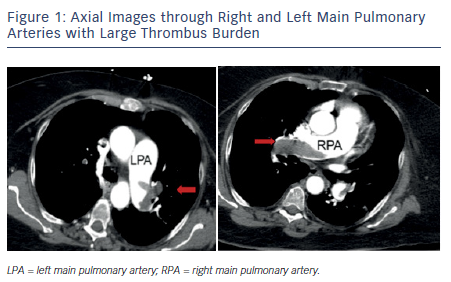 Figure 1: Axial Images through Right and Left Main Pulmonary
Arteries with Large Thrombus Burden
LPA
RPA
LPA = left main pulmonary artery; RPA = right main pulmonary artery.